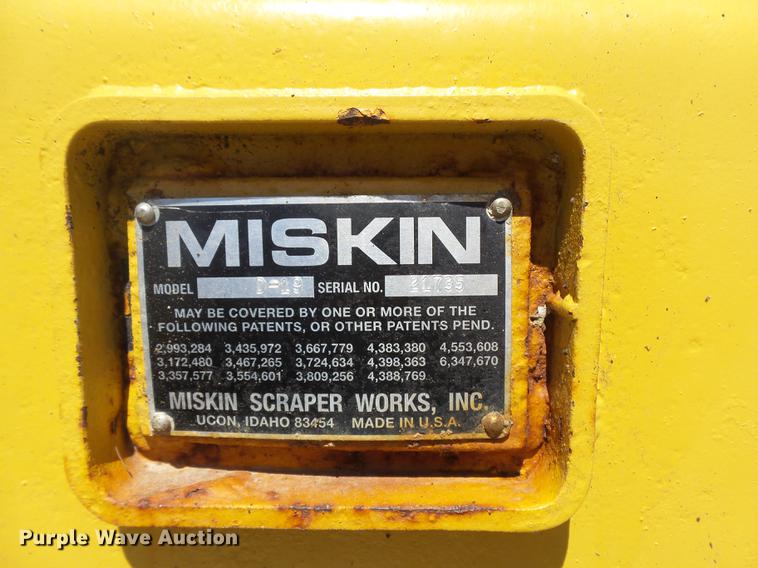 MISKIN
MODEL D-19 SERIAL NO. 21735
MAY BE COVERED BY ONE OR MORE OF THE
FOLLOWING PATENTS, OR OTHER PATENTS PEND.
2,993,284 3,435,972 3,667,779 4,383,380 4,553,608
3,172,480 3,467,265 3,724,634 4,398,363 6,347,670
3,357,577 3,554,601 3,809,256 4,388,769
MISKIN SCRAPER WORKS, INC.
UCON, IDAHO 83454 MADE IN U.S.A.
Purple Wave Auction